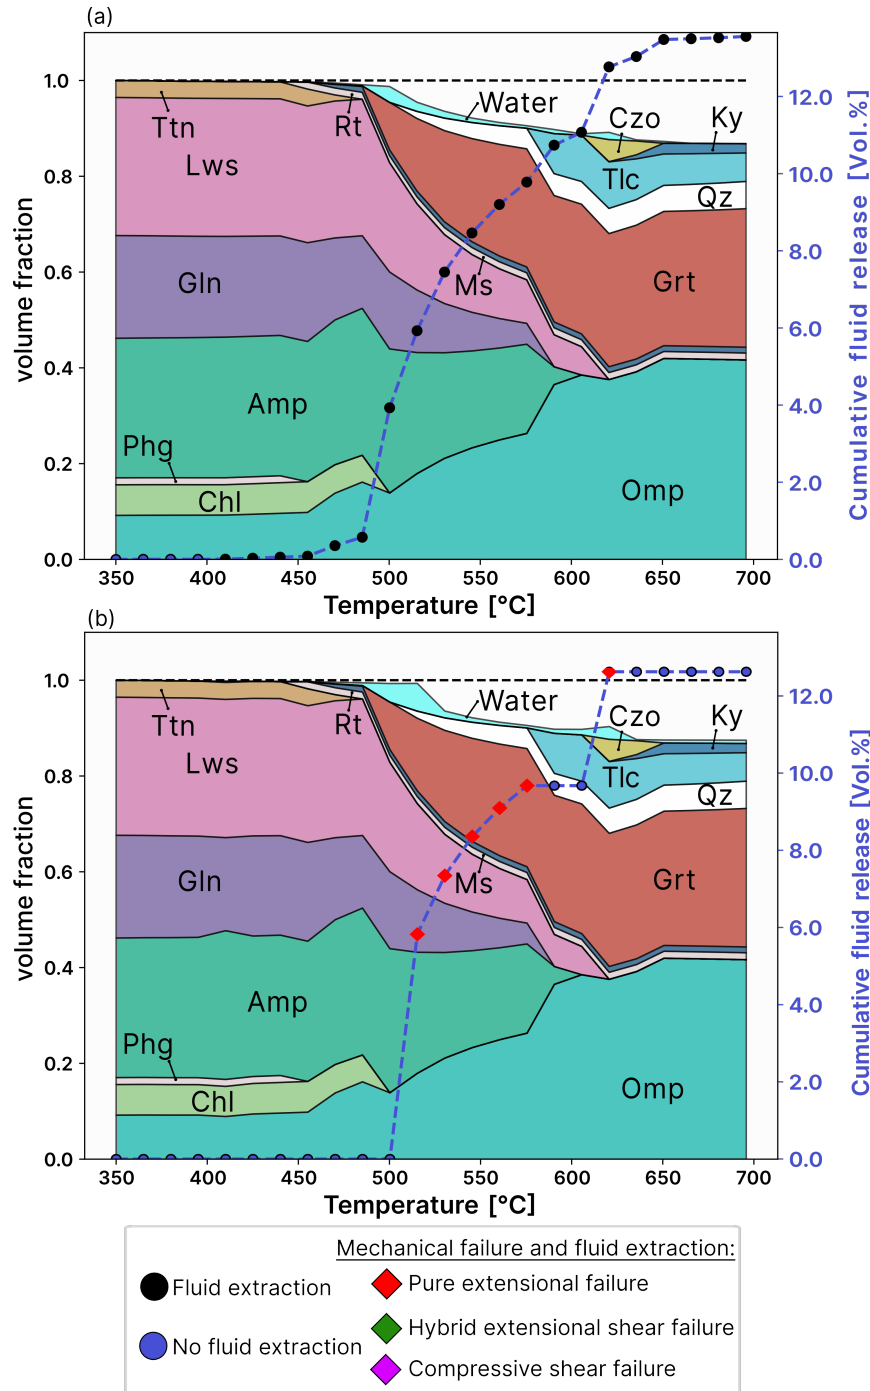 (a)
1.0
0.8
0.6
0.4
0.2
0.0
volume fraction
12.0
10.0
8.0
6.0
4.0
2.0
0.0
Cumulative fluid release [Vol.%]
Water
Ttn
Rt
Czo
Ky
Lws
Tlc
Qz
Gln
Ms
Grt
Amp
Phg
Chl
Omp
350 400 450 500 550 600 650 700
Temperature [°C]
(b)
1.0
0.8
0.6
0.4
0.2
0.0
volume fraction
12.0
10.0
8.0
6.0
4.0
2.0
0.0
Cumulative fluid release [Vol.%]
Water
Ttn
Rt
Czo
Ky
Lws
Tlc
Qz
Gln
Ms
Grt
Amp
Phg
Chl
Omp
350 400 450 500 550 600 650 700
Temperature [°C]
Mechanical failure and fluid extraction:
Fluid extraction
No fluid extraction
Pure extensional failure
Hybrid extensional shear failure
Compressive shear failure